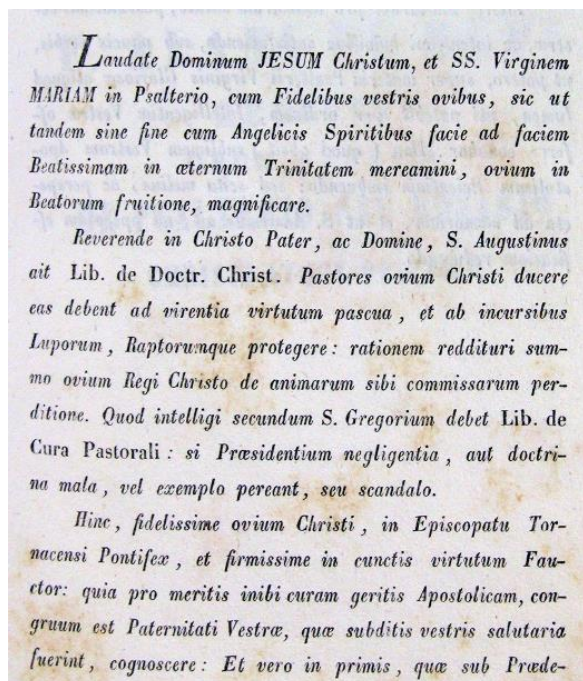 Laudate Dominum JESUM Christum, et SS. Virginem
MARIAM in Psalterio, cum Fidelibus vestris ovibus, sic ut
tandem sine fine cum Angelicis Spiritibus facie ad faciem
Beatissimam in æternum Trinitatem mereamini, ovium in
Beatorum fruitione, magnificare.
Reverende in Christo Pater, ac Domine, S. Augustinus
ait Lib. de Doctr. Christ. Pastores ovium Christi ducere
eas debent ad virentia virtutum pascua, et ab incursibus
Luporum, Raptorumque protegere: rationem reddituri sum-
mo ovium Regi Christo de animarum sibi commissarum per-
ditione. Quod intelligi secundum S. Gregorium debet Lib. de
Cura Pastorali: si Præsidentium negligentia, aut doctri-
na mala, vel exemplo pereant, seu scandalo.
Hinc, fidelissime ovium Christi, in Episcopatu Tor-
nacensi Pontifex, et firmissime in cunctis virtutum Fau-
ctor: quia pro meritis inibi curam geritis Apostolicam, con-
gruum est Paternitati Vestræ, quæ subditis vestris salutaria
fuerint, cognoscere: Et vero in primis, quæ sub Præde-